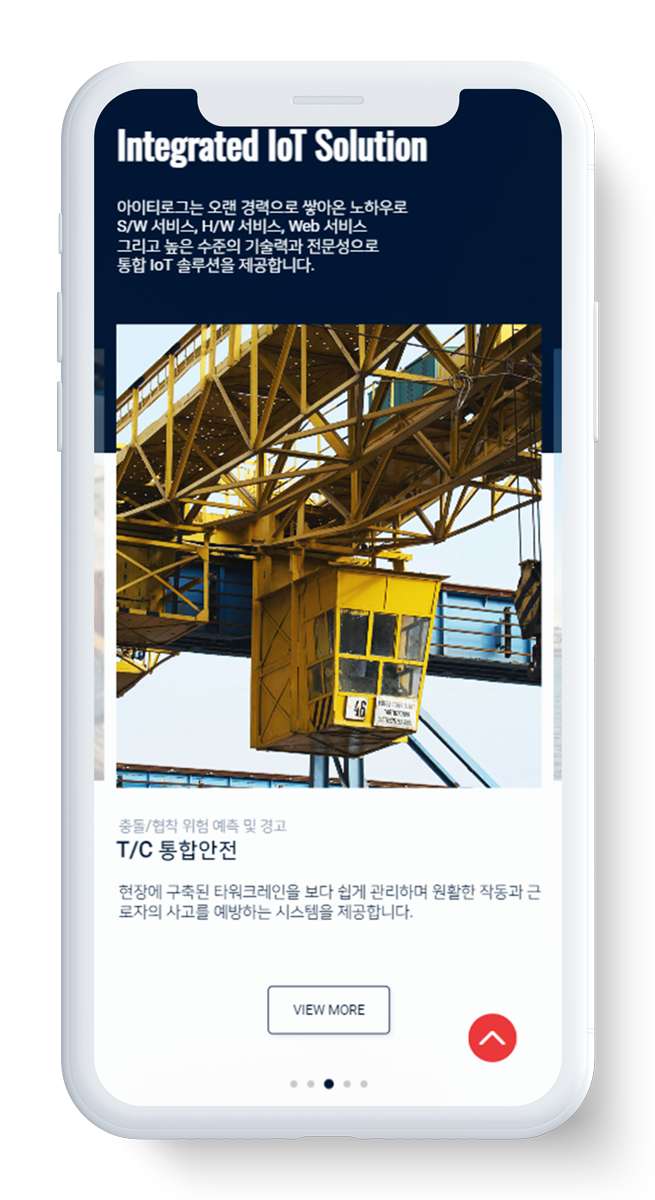 Integrated IoT Solution
아이티로그는 오랜 경력으로 쌓아온 노하우로
S/W 서비스, H/W 서비스, Web 서비스
그리고 높은 수준의 기술력과 전문성으로
통합 IoT 솔루션을 제공합니다.
46
충돌/협착 위험 예측 및 경고
T/C 통합안전
현장에 구축된 타워크레인을 보다 쉽게 관리하며 원활한 작동과 근
로자의 사고를 예방하는 시스템을 제공합니다.
VIEW MORE